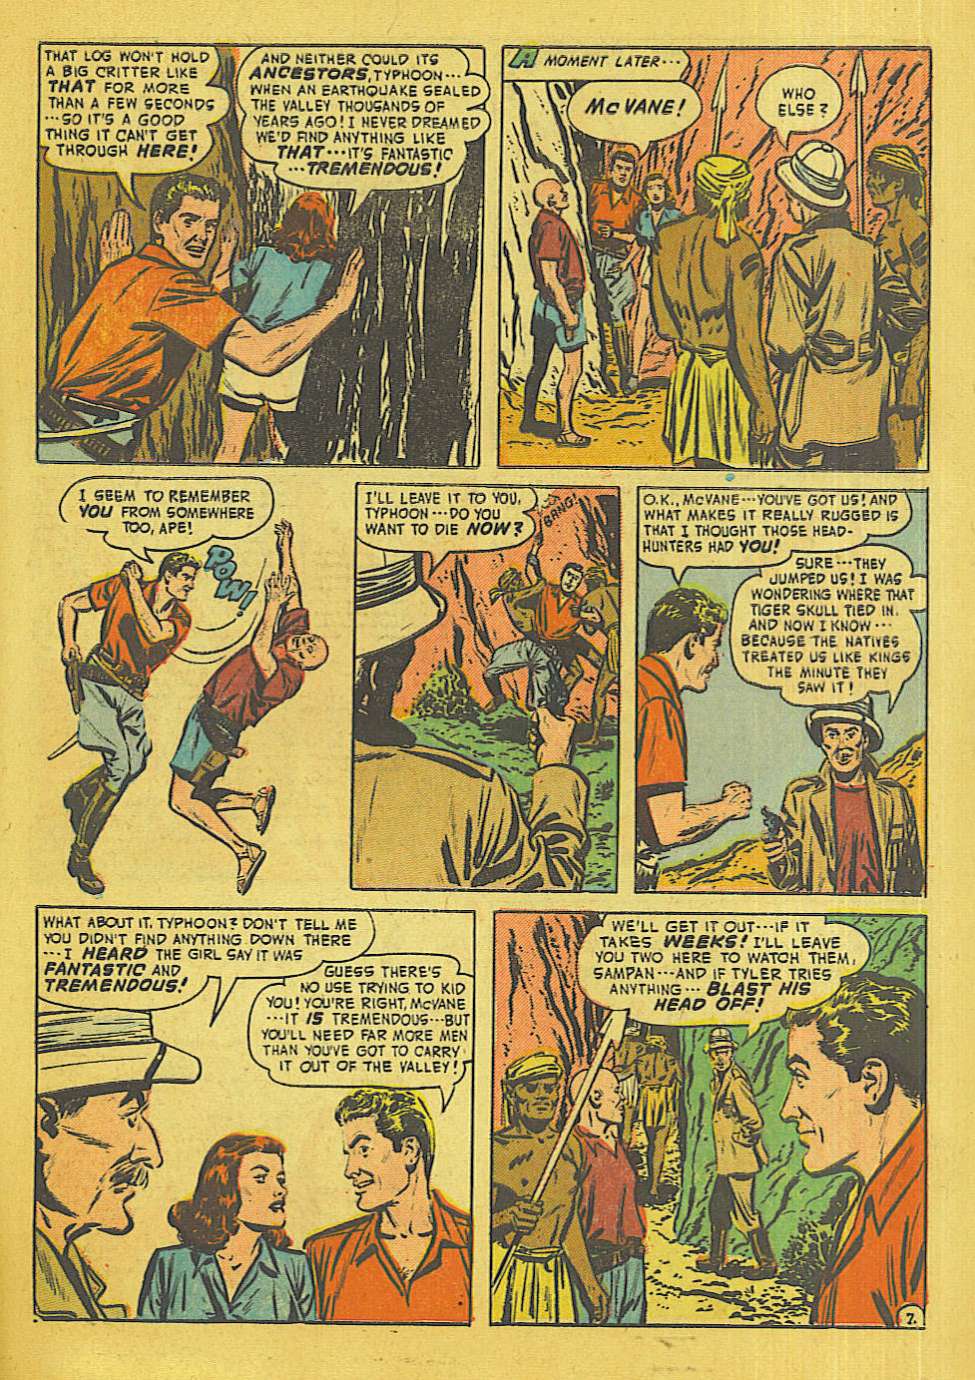 THAT LOG WON'T HOLD
A BIG CRITTER LIKE
THAT FOR MORE
THAN A FEW SECONDS
...SO IT'S A GOOD
THING IT CAN'T GET
THROUGH HERE!
AND NEITHER COULD ITS
ANCESTORS, TYPHOON...
WHEN AN EARTHQUAKE SEALED
THE VALLEY THOUSANDS OF
YEARS AGO! I NEVER DREAMED
WE'D FIND ANYTHING LIKE
THAT...IT'S FANTASTIC
...TREMENDOUS!
A MOMENT LATER...
McVANE!
WHO
ELSE?
I SEEM TO REMEMBER
YOU FROM SOMEWHERE
TOO, APE!
POW!
I'LL LEAVE IT TO YOU,
TYPHOON...DO YOU
WANT TO DIE NOW?
BANG!
O.K., McVANE...YOU'VE GOT US! AND
WHAT MAKES IT REALLY RUGGED IS
THAT I THOUGHT THOSE HEAD-
HUNTERS HAD YOU!
SURE...THEY
JUMPED US! I WAS
WONDERING WHERE THAT
TIGER SKULL TIED IN.
AND NOW I KNOW...
BECAUSE THE NATIVES
TREATED US LIKE KINGS
THE MINUTE THEY
SAW IT!
WHAT ABOUT IT, TYPHOON? DON'T TELL ME
YOU DIDN'T FIND ANYTHING DOWN THERE
...I HEARD THE GIRL SAY IT WAS
FANTASTIC AND
TREMENDOUS!
GUESS THERE'S
NO USE TRYING TO KID
YOU! YOU'RE RIGHT, McVANE
...IT IS TREMENDOUS...BUT
YOU'LL NEED FAR MORE MEN
THAN YOU'VE GOT TO CARRY
IT OUT OF THE VALLEY!
WE'LL GET IT OUT...IF IT
TAKES WEEKS! I'LL LEAVE
YOU TWO HERE TO WATCH THEM,
SAMPAN...AND IF TYLER TRIES
ANYTHING... BLAST HIS
HEAD OFF!
7.